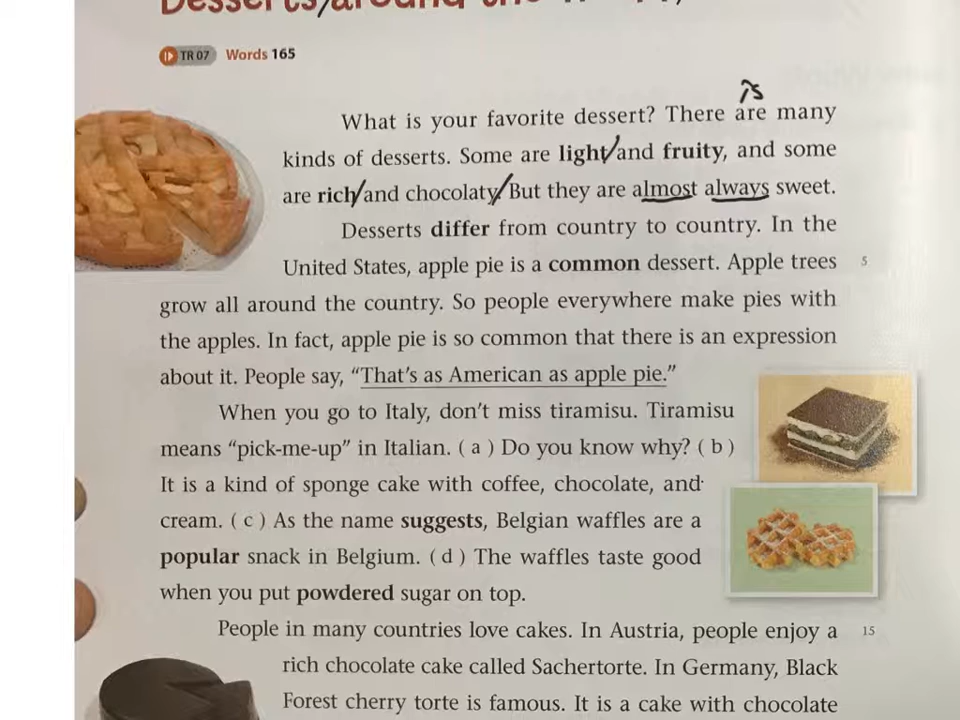 Desserts around the
TR 07 Words 165
is
What is your favorite dessert? There are many
kinds of desserts. Some are light/and fruity, and some
are rich/and chocolaty/But they are almost always sweet.
Desserts differ from country to country. In the
United States, apple pie is a common dessert. Apple trees 5
grow all around the country. So people everywhere make pies with
the apples. In fact, apple pie is so common that there is an expression
about it. People say, “That’s as American as apple pie.”
When you go to Italy, don’t miss tiramisu. Tiramisu
means “pick-me-up” in Italian. ( a ) Do you know why? ( b )
It is a kind of sponge cake with coffee, chocolate, and
cream. ( c ) As the name suggests, Belgian waffles are a
popular snack in Belgium. ( d ) The waffles taste good
when you put powdered sugar on top.
People in many countries love cakes. In Austria, people enjoy a 15
rich chocolate cake called Sachertorte. In Germany, Black
Forest cherry torte is famous. It is a cake with chocolate